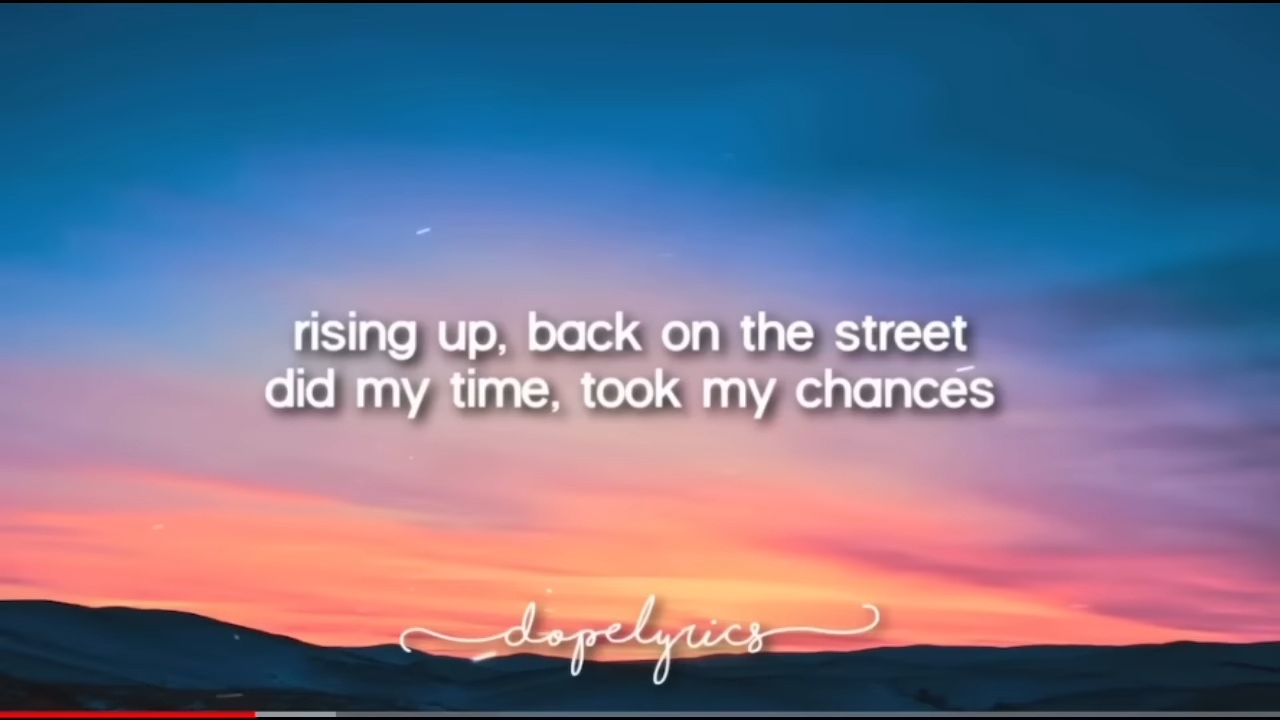 rising up, back on the street
did my time, took my chances
dopelyrics